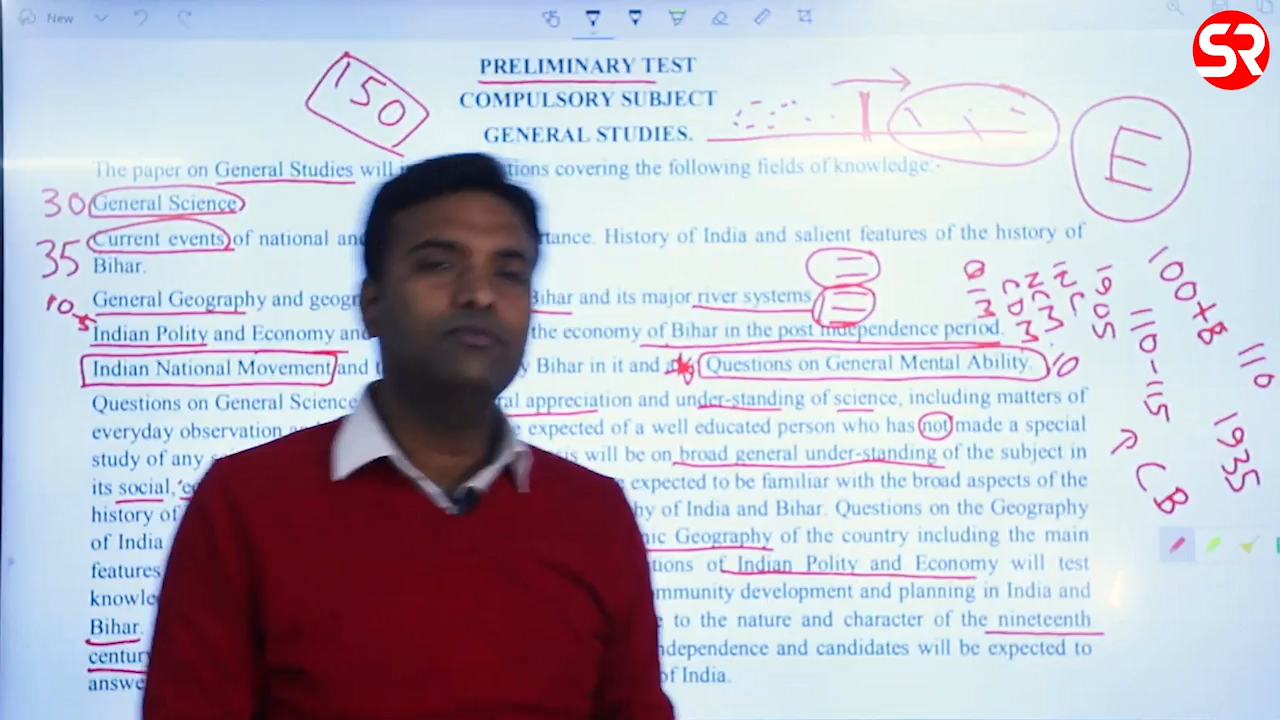 New
SR
PRELIMINARY TEST
COMPULSORY SUBJECT
GENERAL STUDIES.
150
E
The paper on General Studies will tions covering the following fields of knowledge:-
30 General Science
35 Current events of national and tance. History of India and salient features of the history of
Bihar.
10 General Geography and geogr Bihar and its major river systems
Indian Polity and Economy and the economy of Bihar in the post independence period.
Indian National Movement and t y Bihar in it and Questions on General Mental Ability. 10
Questions on General Science al appreciation and under-standing of science, including matters of
everyday observation expected of a well educated person who has not made a special
study of any is will be on broad general under-standing of the subject in
its social, expected to be familiar with the broad aspects of the
history of hy of India and Bihar. Questions on the Geography
of India ic Geography of the country including the main
features tions of Indian Polity and Economy will test
knowle mmunity development and planning in India and
Bihar. to the nature and character of the nineteenth
century dependence and candidates will be expected to
answe of India.
1905
100+8
110
110-115
1935
CB